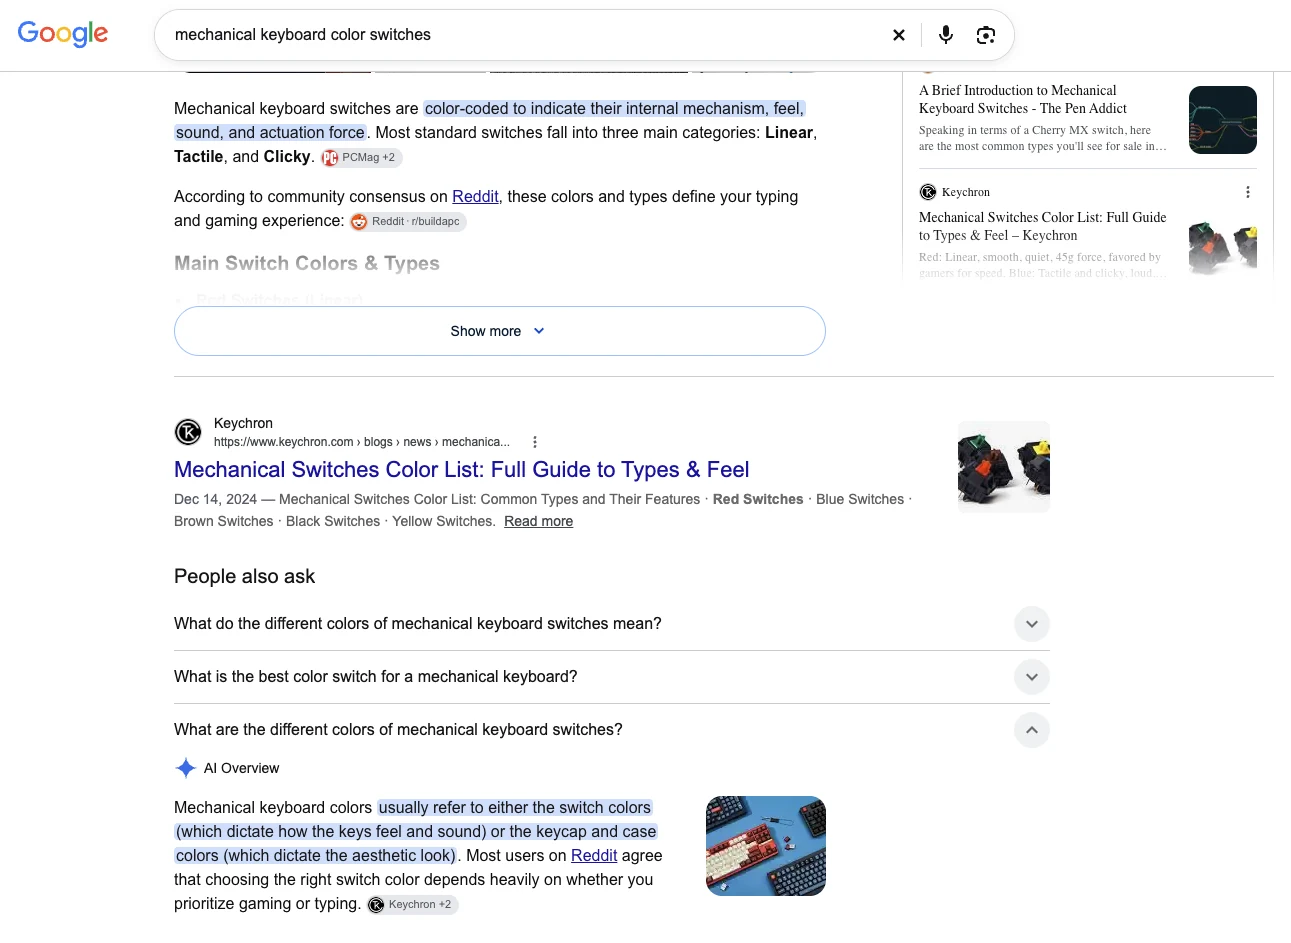 Google
mechanical keyboard color switches
Mechanical keyboard switches are color-coded to indicate their internal mechanism, feel,
sound, and actuation force. Most standard switches fall into three main categories: Linear,
Tactile, and Clicky. PCMag +2
According to community consensus on Reddit, these colors and types define your typing
and gaming experience: Reddit · r/buildapc
Main Switch Colors & Types
Red Switches (Linear)
Show more
A Brief Introduction to Mechanical
Keyboard Switches - The Pen Addict
Speaking in terms of a Cherry MX switch, here
are the most common types you'll see for sale in…
Keychron
Mechanical Switches Color List: Full Guide
to Types & Feel – Keychron
Red: Linear, smooth, quiet, 45g force, favored by
gamers for speed, Blue: Tactile and clicky, loud,…
Keychron
https://www.keychron.com › blogs › news › mechanica...
Mechanical Switches Color List: Full Guide to Types & Feel
Dec 14, 2024 — Mechanical Switches Color List: Common Types and Their Features · Red Switches · Blue Switches ·
Brown Switches · Black Switches · Yellow Switches. Read more
People also ask
What do the different colors of mechanical keyboard switches mean?
What is the best color switch for a mechanical keyboard?
What are the different colors of mechanical keyboard switches?
AI Overview
Mechanical keyboard colors usually refer to either the switch colors
(which dictate how the keys feel and sound) or the keycap and case
colors (which dictate the aesthetic look). Most users on Reddit agree
that choosing the right switch color depends heavily on whether you
prioritize gaming or typing. Keychron +2